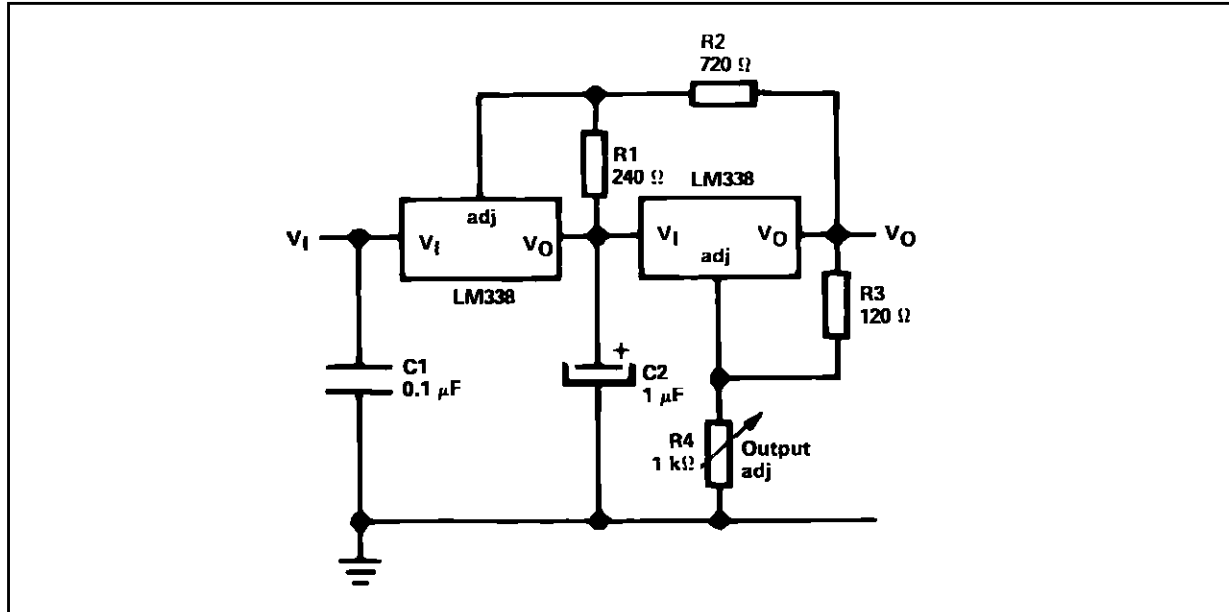 R2
720 Ω
R1
240 Ω
LM338
adj
VI
VI
VO
VI
VO
VO
adj
LM338
R3
120 Ω
+
C1
0.1 μF
C2
1 μF
R4
1 kΩ
Output
adj